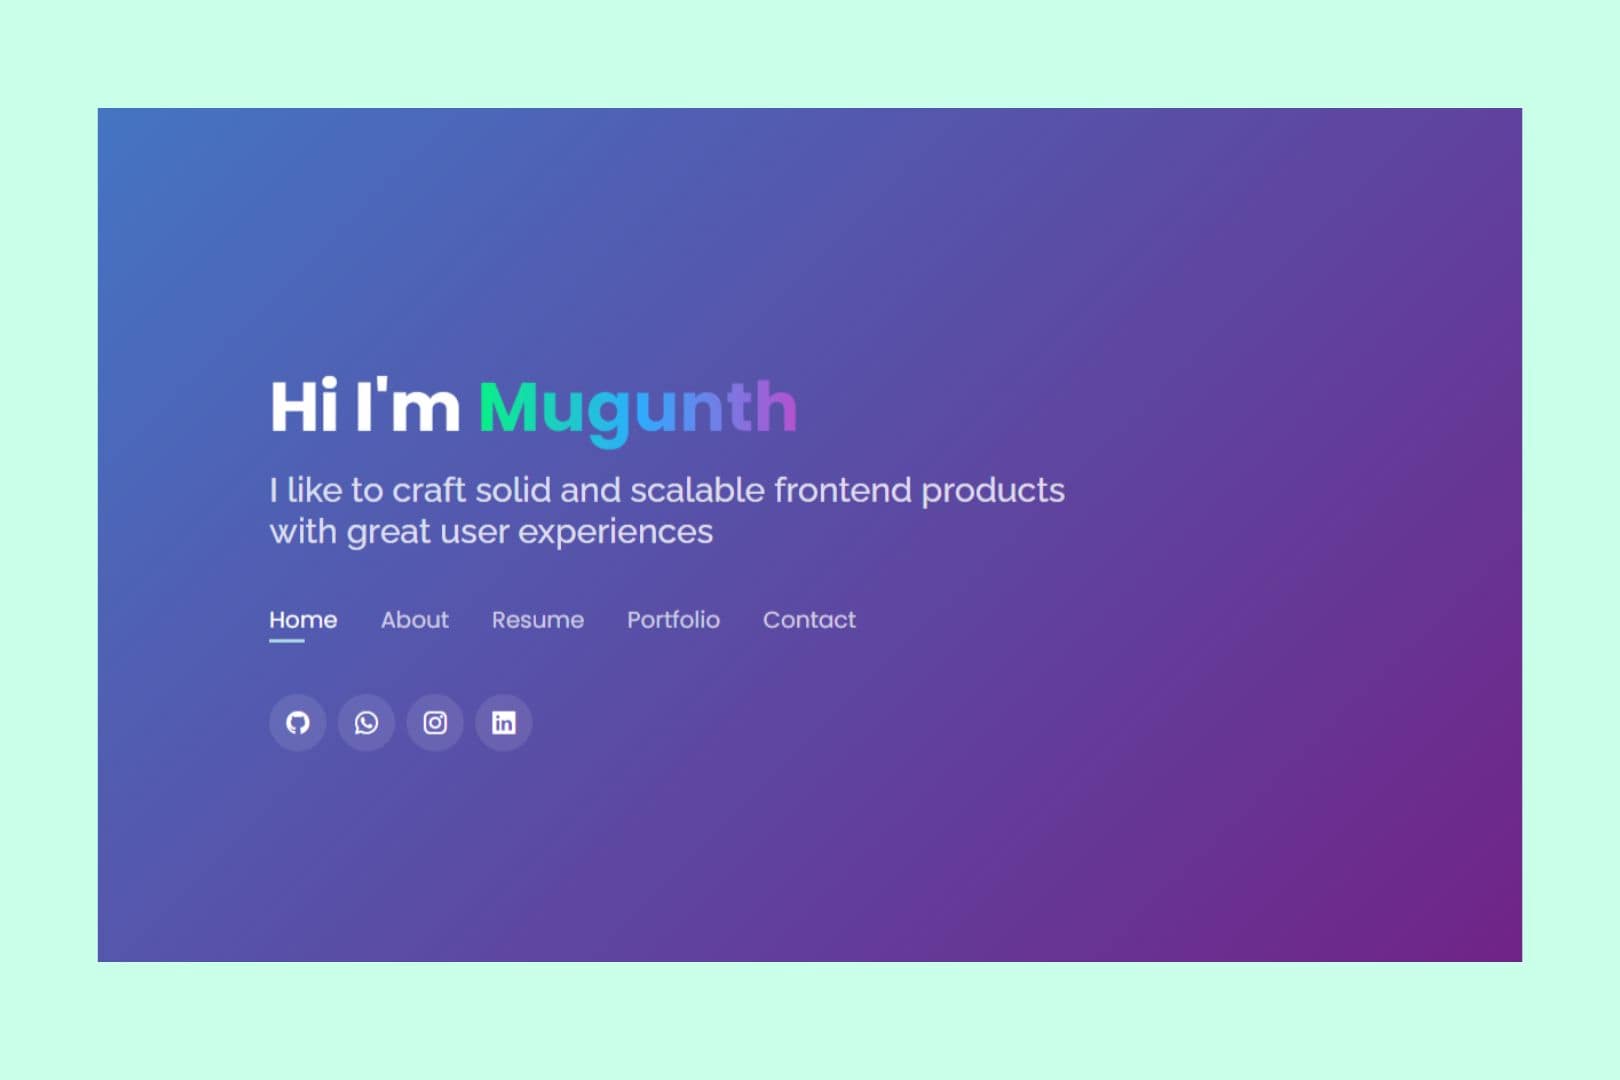 Hi I'm Mugunth
I like to craft solid and scalable frontend products
with great user experiences
Home About Resume Portfolio Contact
in